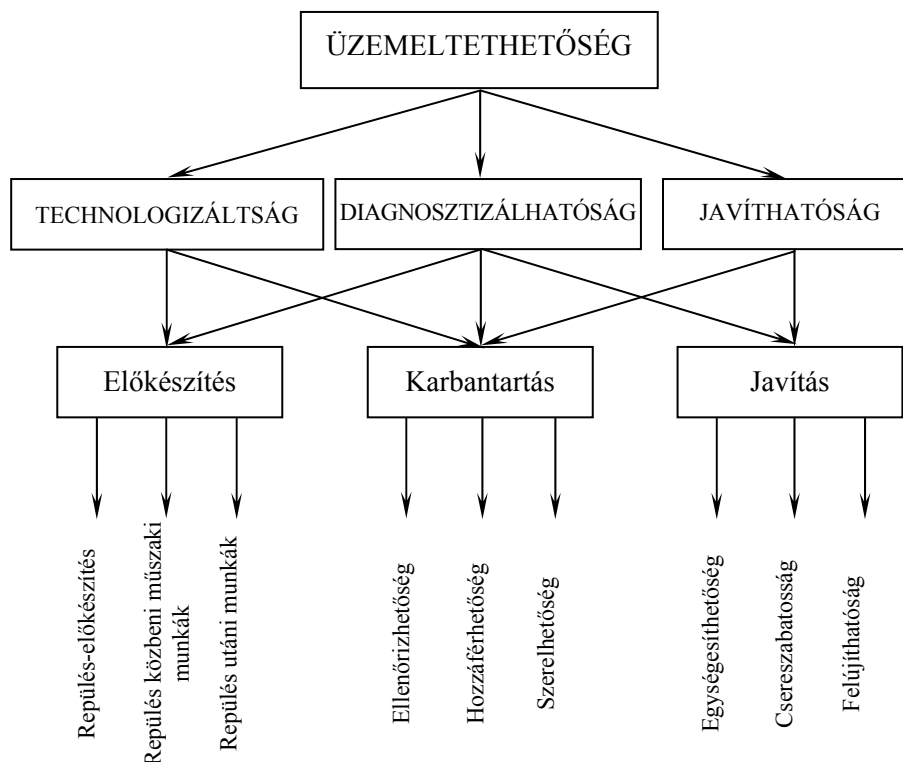 ÜZEMELTETHETŐSÉG
TECHNOLOGIZÁLTSÁG
DIAGNOSZTIZÁLHATÓSÁG
JAVÍTHATÓSÁG
Előkészítés
Karbantartás
Javítás
Repülés-előkészítés
Repülés közbeni műszaki
munkák
Repülés utáni munkák
Ellenőrizhetőség
Hozzáférhetőség
Szerelhetőség
Egységesíthetőség
Csereszabatosság
Felújíthatóság